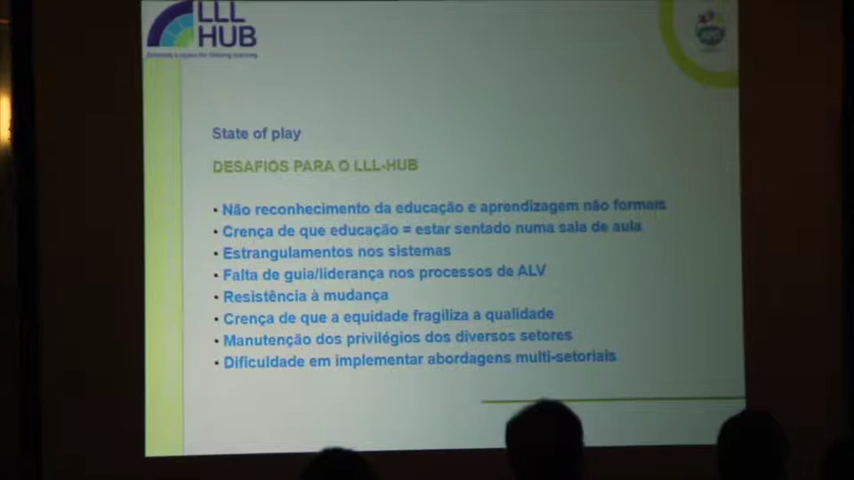 LLL
HUB
State of play
DESAFIOS PARA O LLL-HUB
• Não reconhecimento da educação e aprendizagem não formais
• Crença de que educação = estar sentado numa sala de aula
• Estrangulamentos nos sistemas
• Falta de guia/liderança nos processos de ALV
• Resistência à mudança
• Crença de que a equidade fragiliza a qualidade
• Manutenção dos privilégios dos diversos setores
• Dificuldade em implementar abordagens multi-setoriais